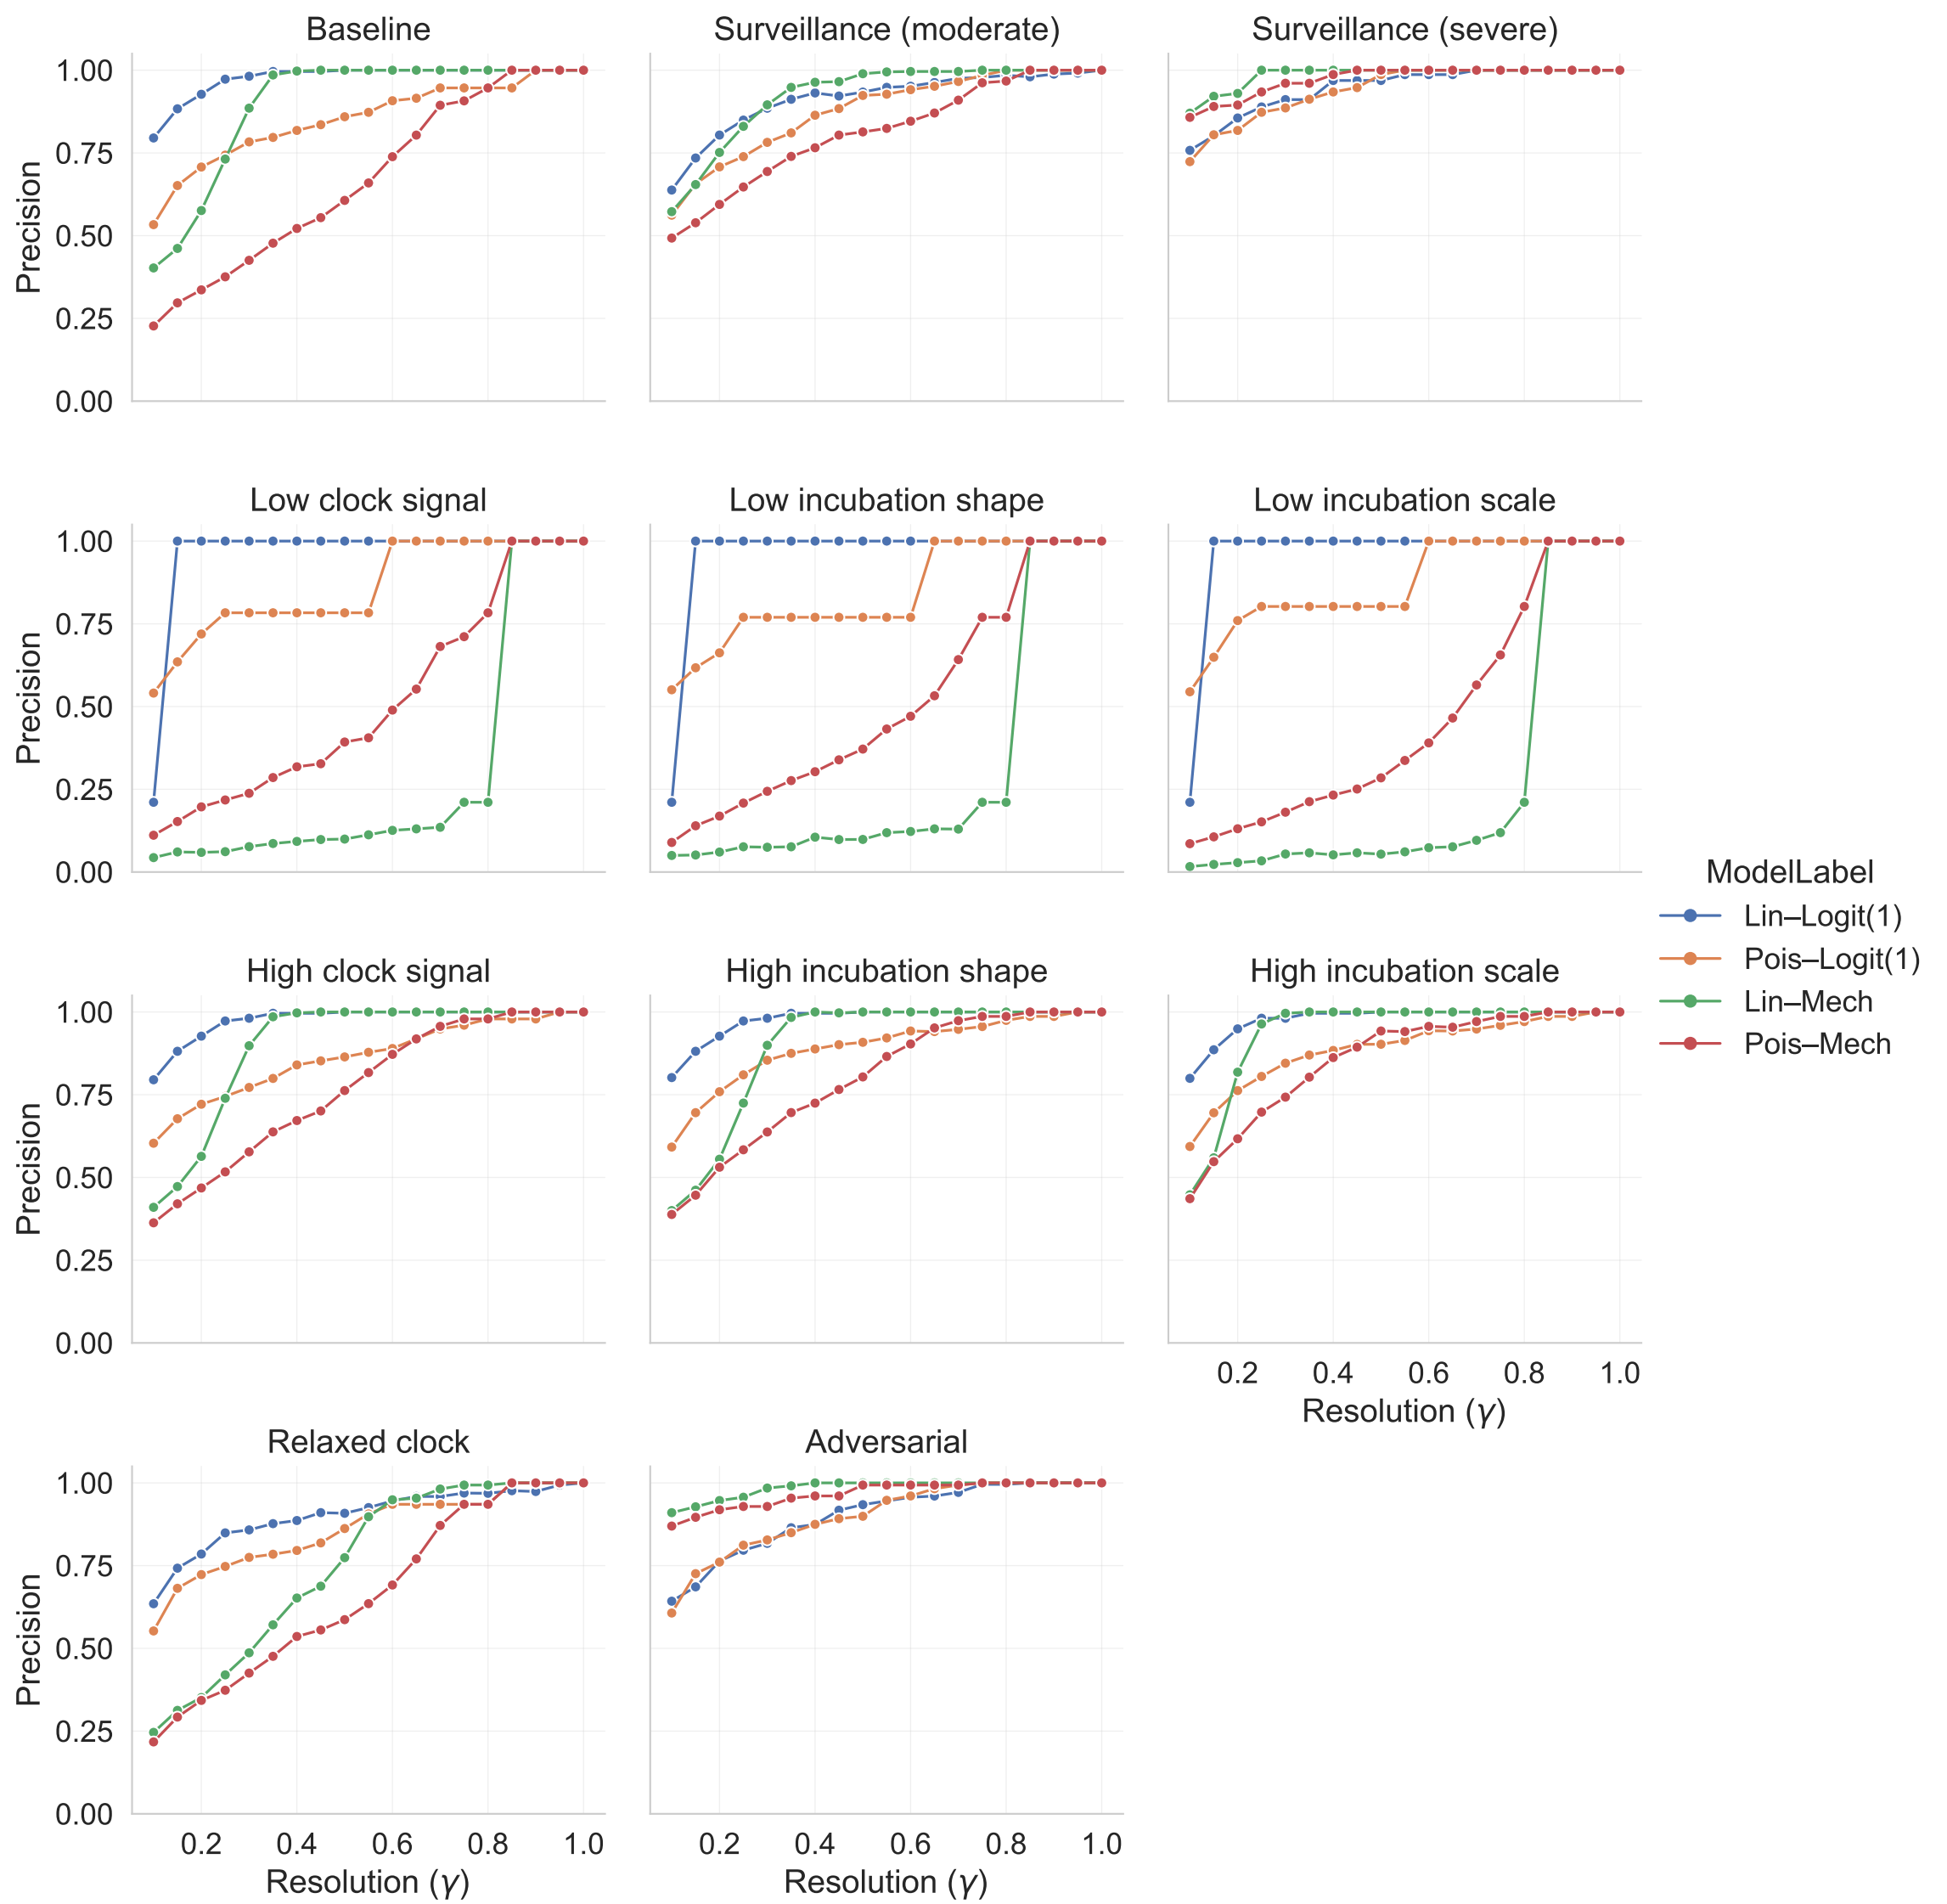 Baseline
Surveillance (moderate)
Surveillance (severe)
Precision
1.00
0.75
0.50
0.25
0.00
Low clock signal
Low incubation shape
Low incubation scale
Precision
1.00
0.75
0.50
0.25
0.00
ModelLabel
Lin–Logit(1)
Pois–Logit(1)
Lin–Mech
Pois–Mech
High clock signal
High incubation shape
High incubation scale
Precision
1.00
0.75
0.50
0.25
0.00
0.2 0.4 0.6 0.8 1.0
Resolution (γ)
Relaxed clock
Adversarial
Precision
1.00
0.75
0.50
0.25
0.00
0.2 0.4 0.6 0.8 1.0
0.2 0.4 0.6 0.8 1.0
Resolution (γ)
Resolution (γ)